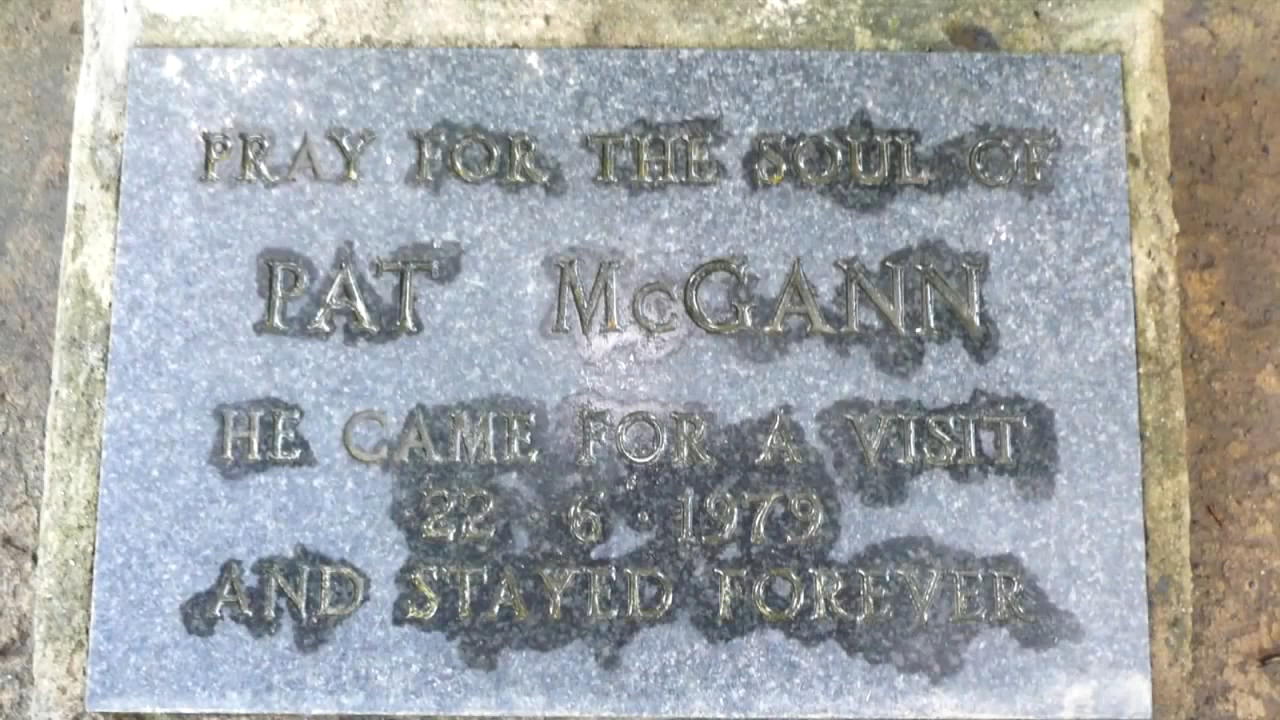 PRAY FOR THE SOUL OF
PAT McGANN
HE CAME FOR A VISIT
22 · 6 · 1979
AND STAYED FOREVER